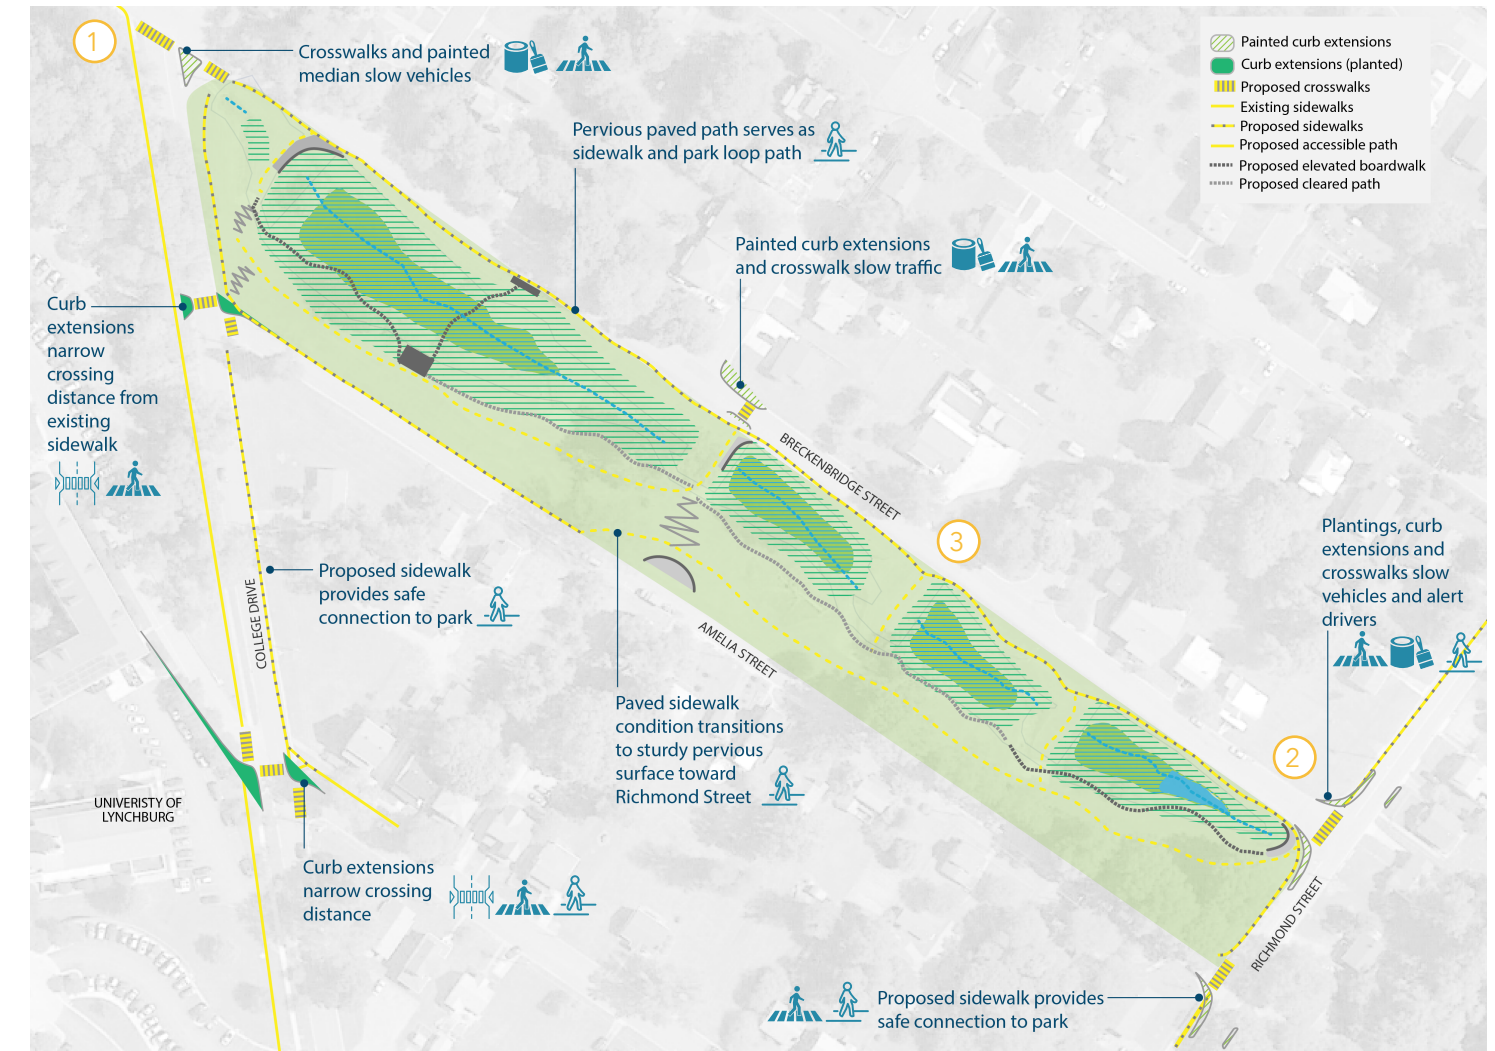 1
Crosswalks and painted
median slow vehicles
Painted curb extensions
Curb extensions (planted)
Proposed crosswalks
Existing sidewalks
Proposed sidewalks
Proposed accessible path
Proposed elevated boardwalk
Proposed cleared path
Pervious paved path serves as
sidewalk and park loop path
Painted curb extensions
and crosswalk slow traffic
Curb
extensions
narrow
crossing
distance from
existing
sidewalk
BRECKENBRIDGE STREET
3
Plantings, curb
extensions and
crosswalks slow
vehicles and alert
drivers
Proposed sidewalk
provides safe
connection to park
COLLEGE DRIVE
AMELIA STREET
Paved sidewalk
condition transitions
to sturdy pervious
surface toward
Richmond Street
2
UNIVERISTY OF
LYNCHBURG
Curb extensions
narrow crossing
distance
RICHMOND STREET
Proposed sidewalk provides
safe connection to park